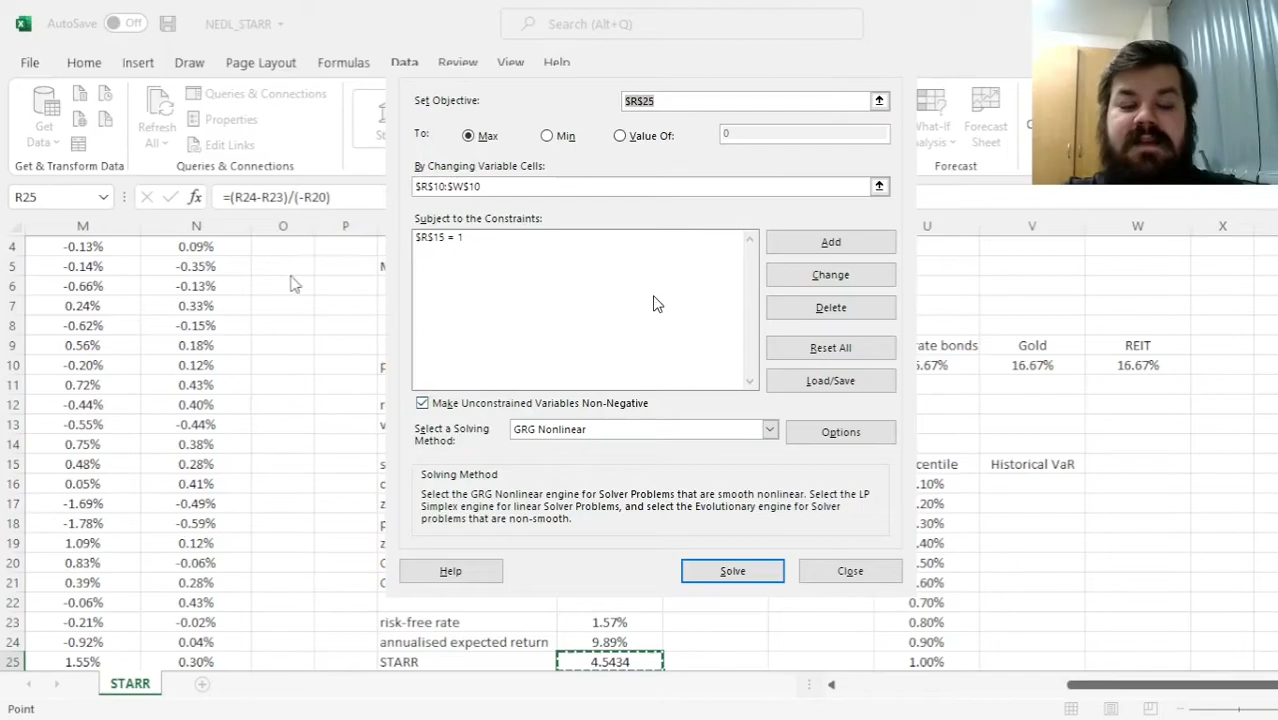 AutoSave Off NEDL_STARR Search (Alt+Q)
File Home Insert Draw Page Layout Formulas Data Review View Help
Get Data
Refresh All
Queries & Connections
Properties
Edit Links
What-If Analysis
Forecast Sheet
Get & Transform Data Queries & Connections Forecast
R25 fx =(R24-R23)/(-R20)
M N O P U V W X
4 -0.13% 0.09%
5 -0.14% -0.35%
6 -0.66% -0.13%
7 0.24% 0.33%
8 -0.62% -0.15%
9 0.56% 0.18% rate bonds Gold REIT
10 -0.20% 0.12% 6.67% 16.67% 16.67%
11 0.72% 0.43%
12 -0.44% 0.40%
13 -0.55% -0.44%
14 0.75% 0.38%
15 0.48% 0.28% centile Historical VaR
16 0.05% 0.41% .10%
17 -1.69% -0.49% .20%
18 -1.78% -0.59% .30%
19 1.09% 0.12% .40%
20 0.83% -0.06% .50%
21 0.39% 0.28% .60%
22 -0.06% 0.43% 0.70%
23 -0.21% -0.02% risk-free rate 1.57% 0.80%
24 -0.92% 0.04% annualised expected return 9.89% 0.90%
25 1.55% 0.30% STARR 4.5434 1.00%
Set Objective: $R$25
To: Max Min Value Of: 0
By Changing Variable Cells:
$R$10:$W$10
Subject to the Constraints:
$R$15 = 1
Add
Change
Delete
Reset All
Load/Save
Make Unconstrained Variables Non-Negative
Select a Solving Method: GRG Nonlinear Options
Solving Method
Select the GRG Nonlinear engine for Solver Problems that are smooth nonlinear. Select the LP
Simplex engine for linear Solver Problems, and select the Evolutionary engine for Solver
problems that are non-smooth.
Help Solve Close
STARR
Point